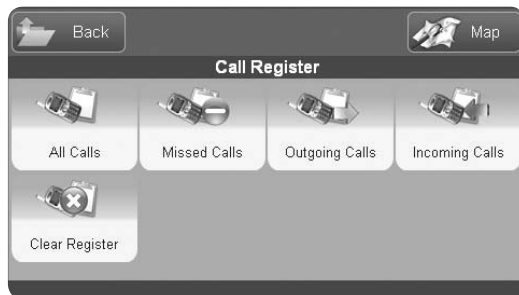 Back
Map
Call Register
All Calls
Missed Calls
Outgoing Calls
Incoming Calls
Clear Register